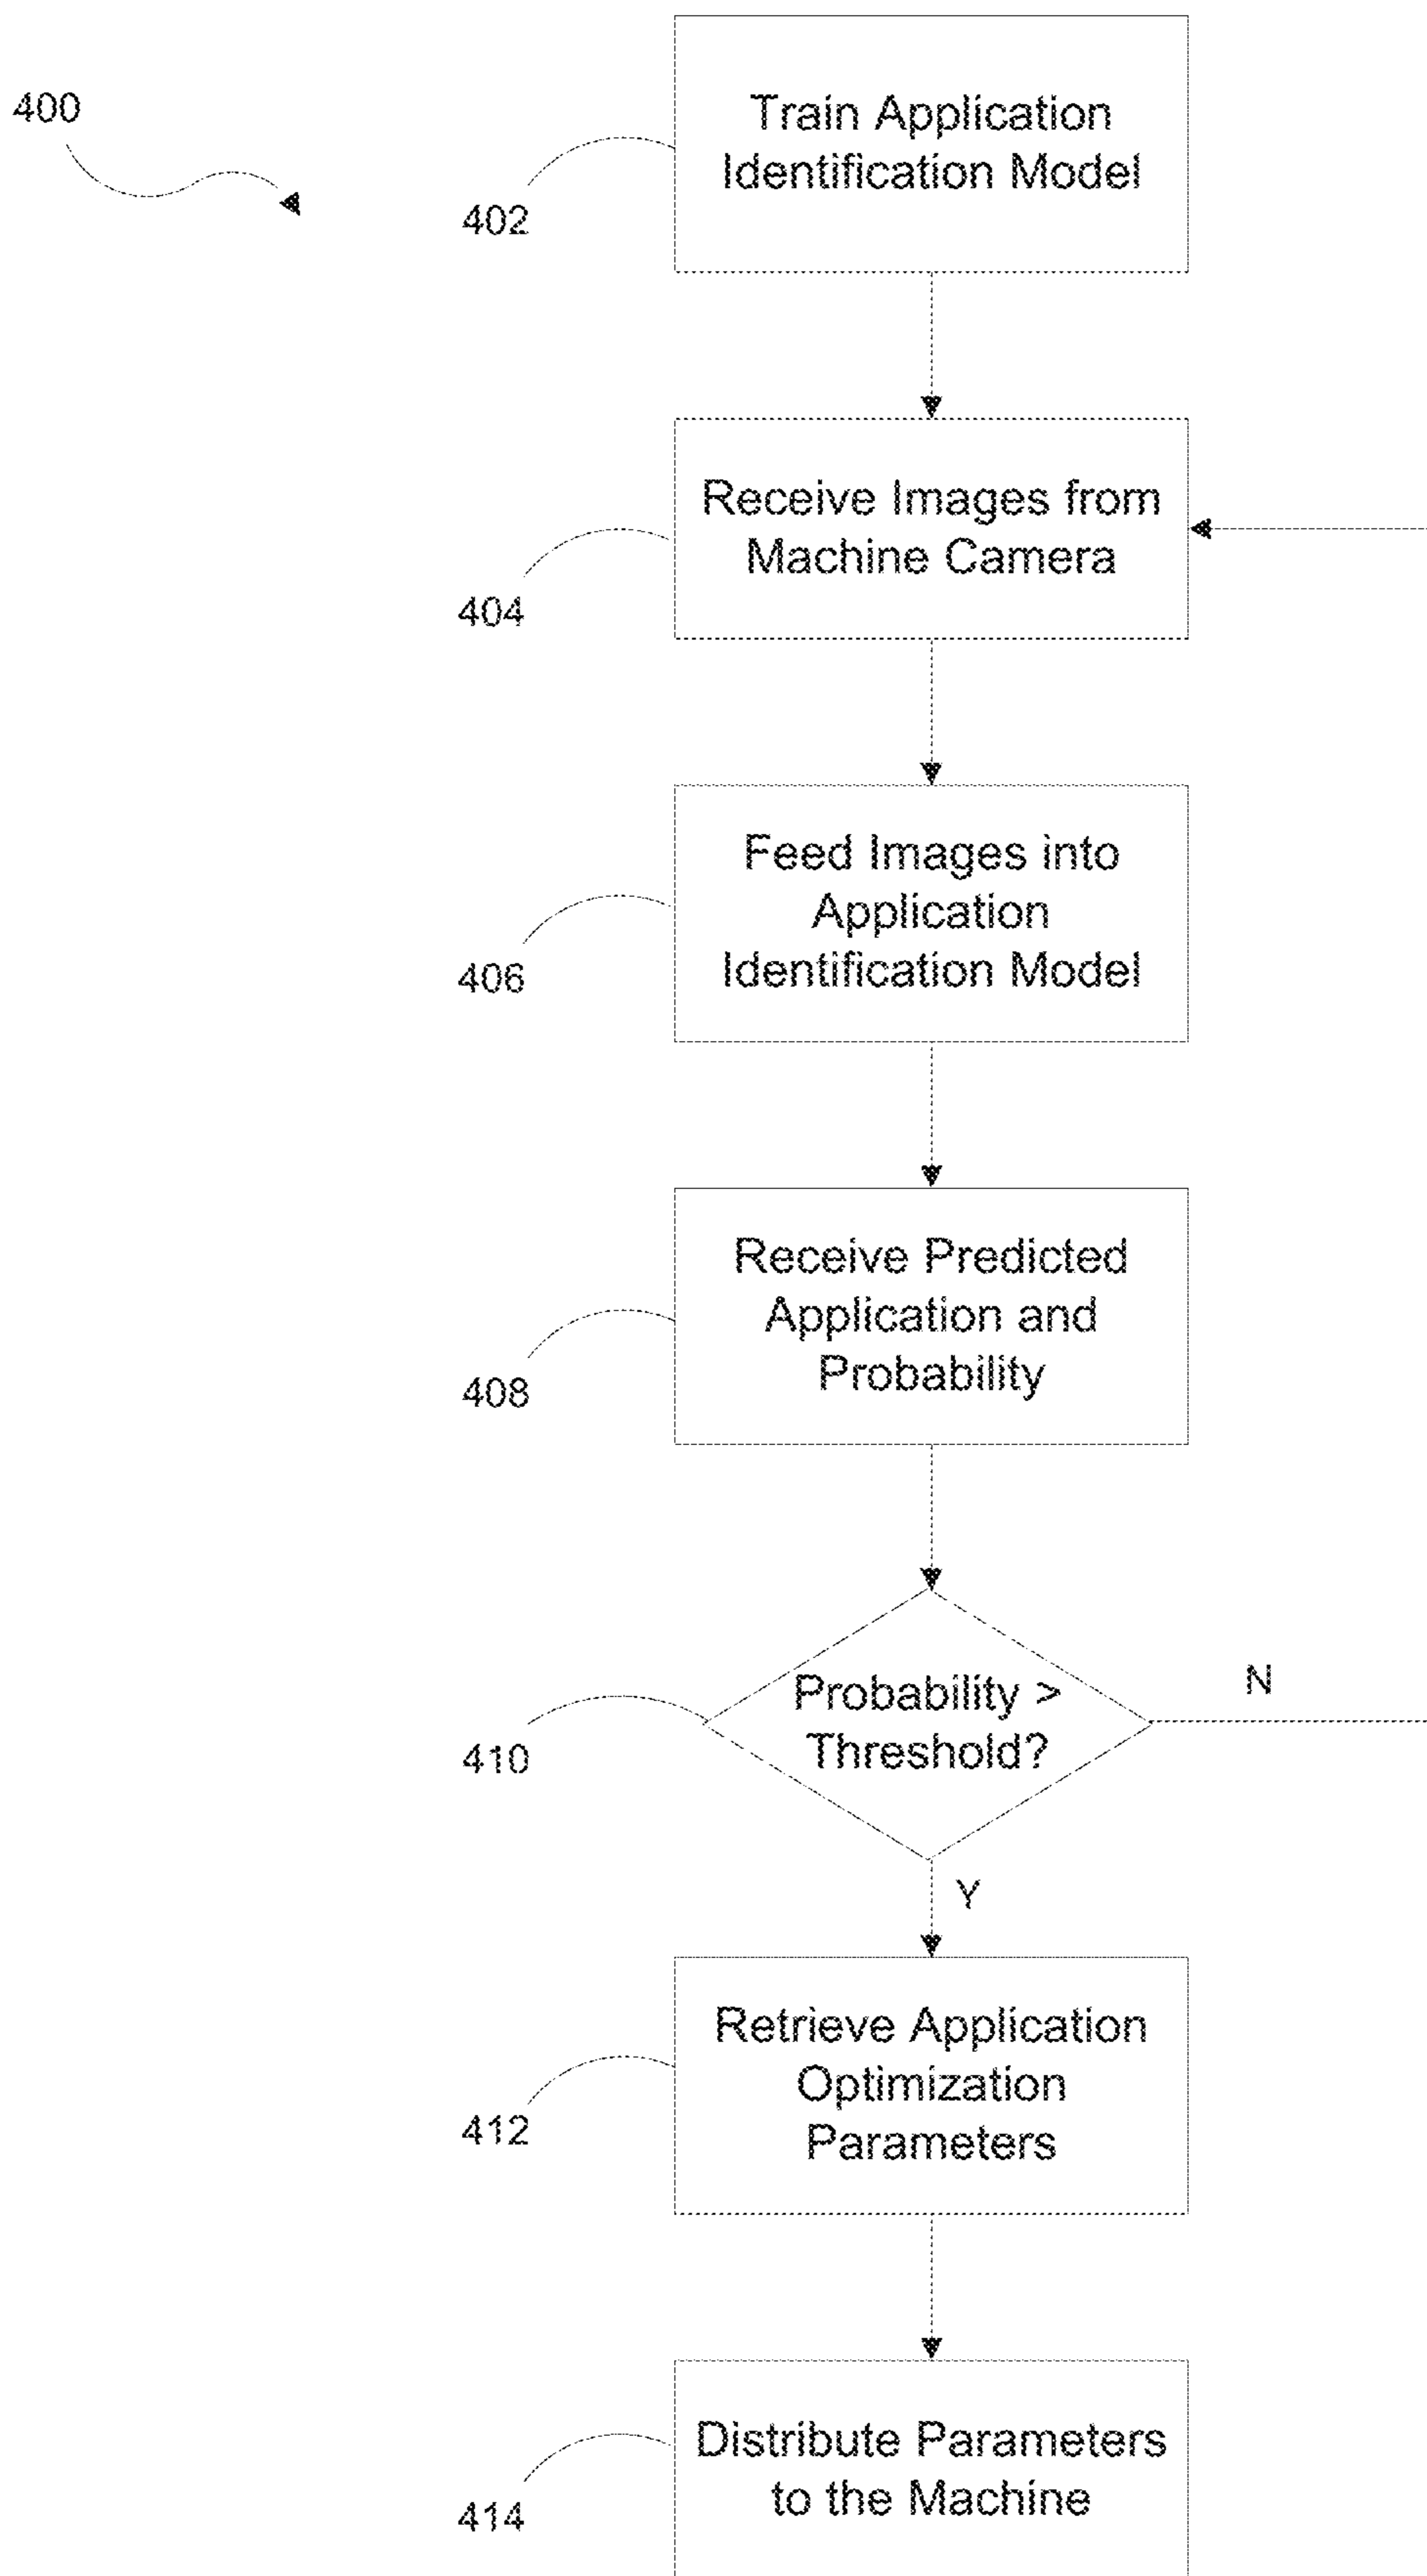 400
Train Application
Identification Model
402
Receive Images from
Machine Camera
404
Feed Images into
Application
Identification Model
406
Receive Predicted
Application and
Probability
408
Probability >
Threshold?
N
410
Y
Retrieve Application
Optimization
Parameters
412
Distribute Parameters
to the Machine
414